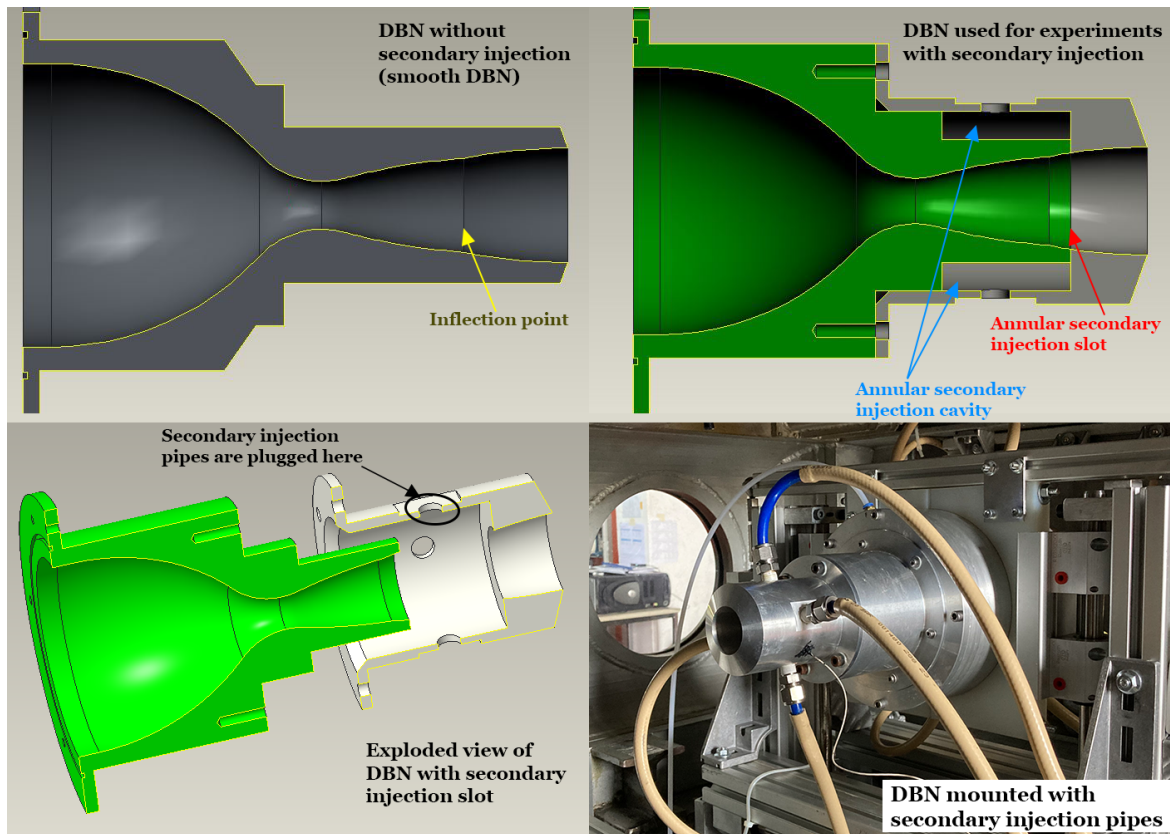 DBN without
secondary injection
(smooth DBN)
Inflection point
DBN used for experiments
with secondary injection
Annular secondary
injection slot
Annular secondary
injection cavity
Secondary injection
pipes are plugged here
Exploded view of
DBN with secondary
injection slot
DBN mounted with
secondary injection pipes